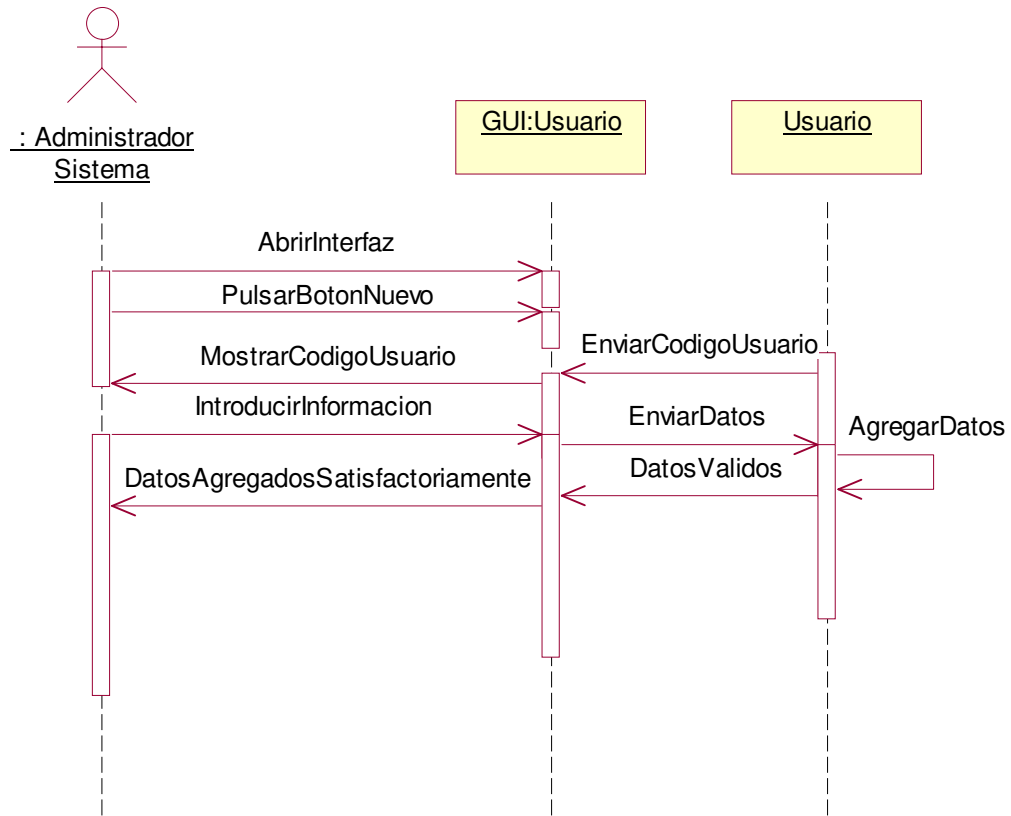 : Administrador
Sistema
GUI:Usuario
Usuario
AbrirInterfaz
PulsarBotonNuevo
EnviarCodigoUsuario
MostrarCodigoUsuario
IntroducirInformacion
EnviarDatos
AgregarDatos
DatosValidos
DatosAgregadosSatisfactoriamente